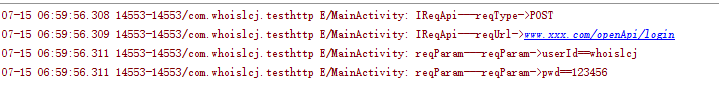 07-15 06:59:56.308 14553-14553/com.whoislcj.testhttp E/MainActivity: IReqApi---reqType->POST
07-15 06:59:56.309 14553-14553/com.whoislcj.testhttp E/MainActivity: IReqApi---reqUrl->www.xxx.com/openApi/login
07-15 06:59:56.311 14553-14553/com.whoislcj.testhttp E/MainActivity: reqParam---reqParam->userId==whoislcj
07-15 06:59:56.311 14553-14553/com.whoislcj.testhttp E/MainActivity: reqParam---reqParam->pwd==123456